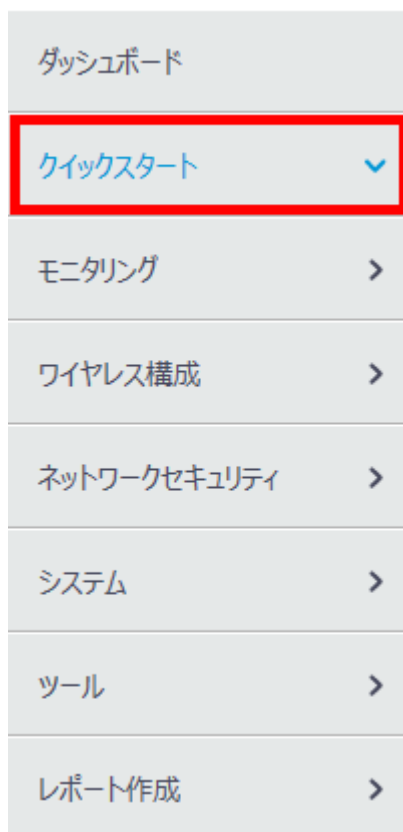 ダッシュボード
クイックスタート
モニタリング
ワイヤレス構成
ネットワークセキュリティ
システム
ツール
レポート作成